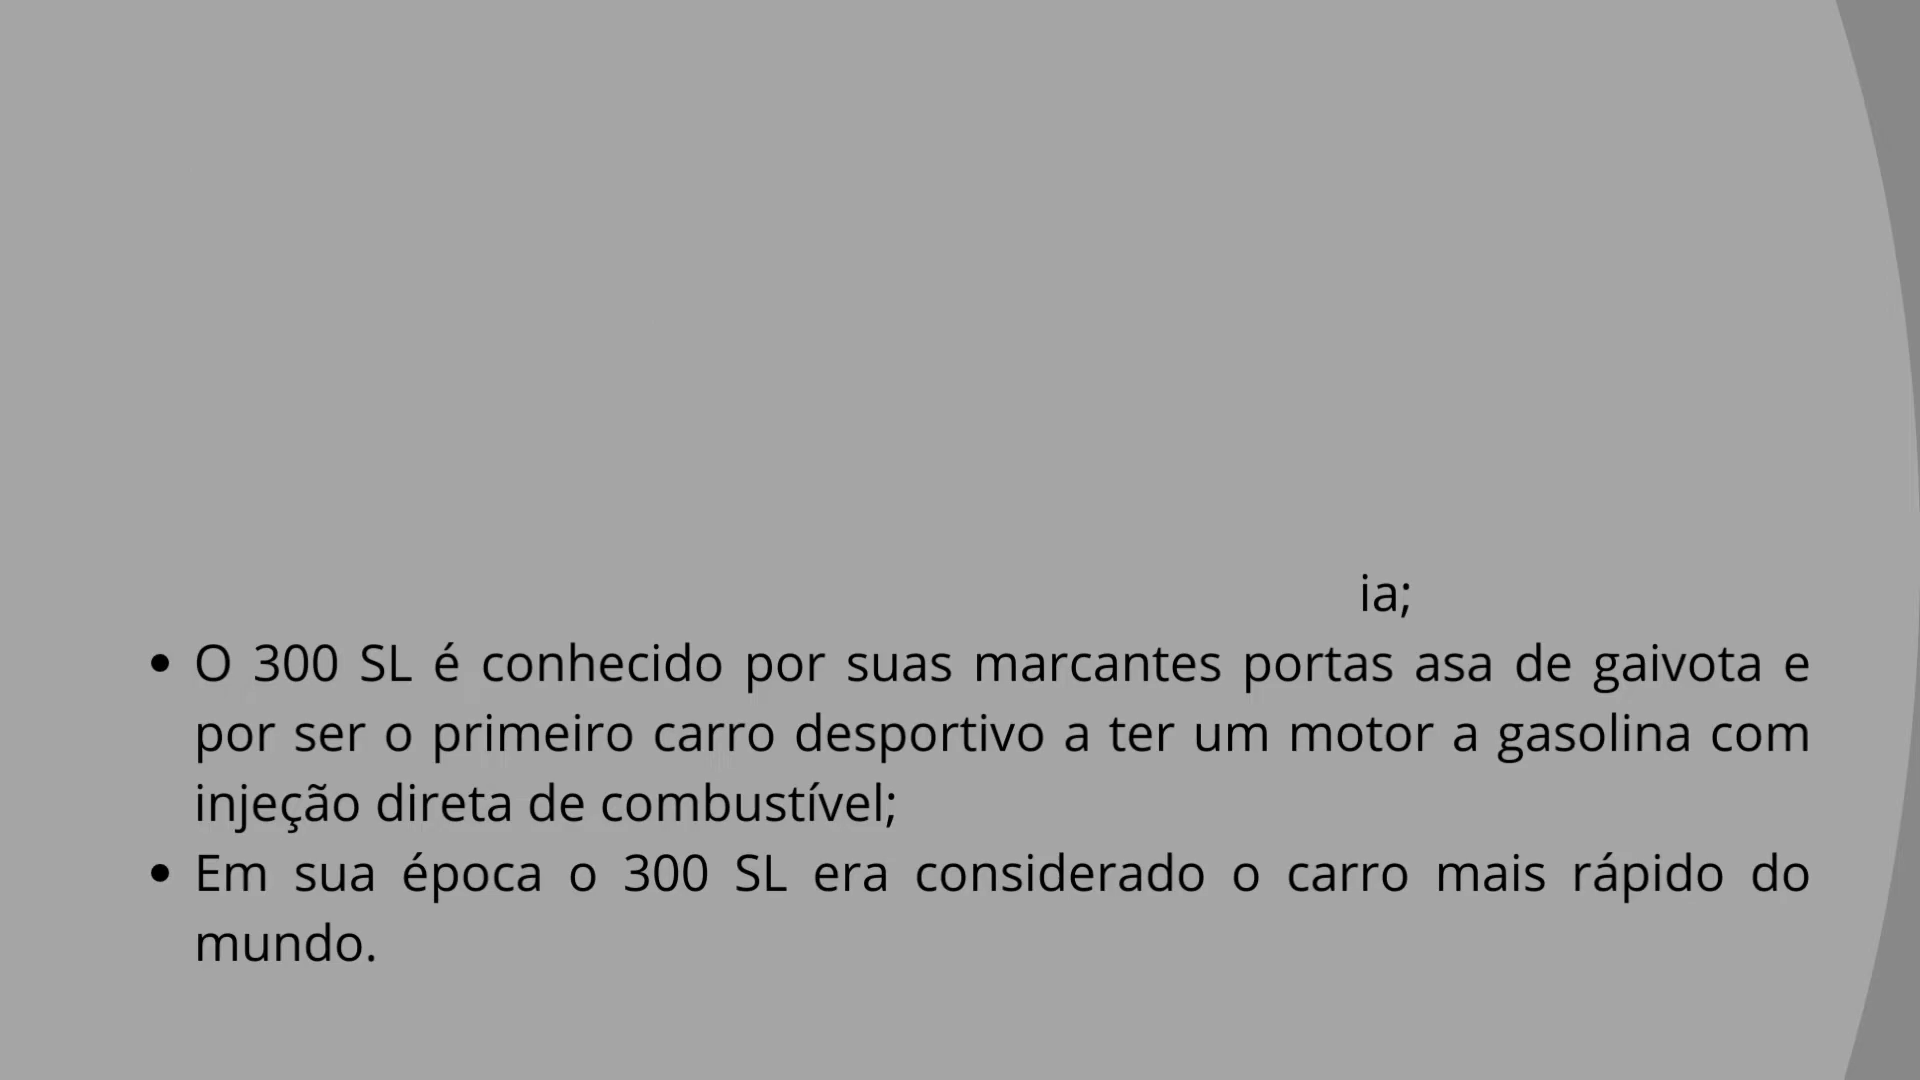 ia;
• O 300 SL é conhecido por suas marcantes portas asa de gaivota e
por ser o primeiro carro desportivo a ter um motor a gasolina com
injeção direta de combustível;
• Em sua época o 300 SL era considerado o carro mais rápido do
mundo.